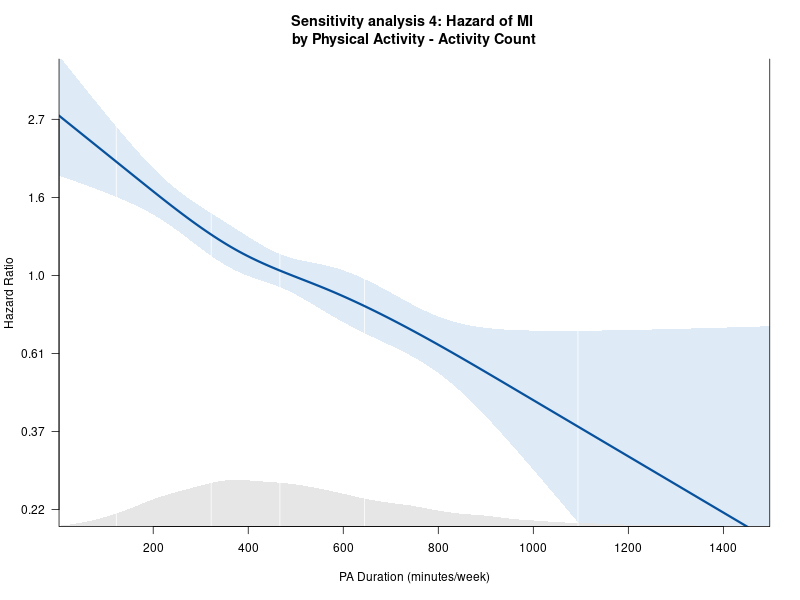 Sensitivity analysis 4: Hazard of MI
by Physical Activity - Activity Count
2.7
1.6
1.0
0.61
0.37
0.22
Hazard Ratio
200 400 600 800 1000 1200 1400
PA Duration (minutes/week)